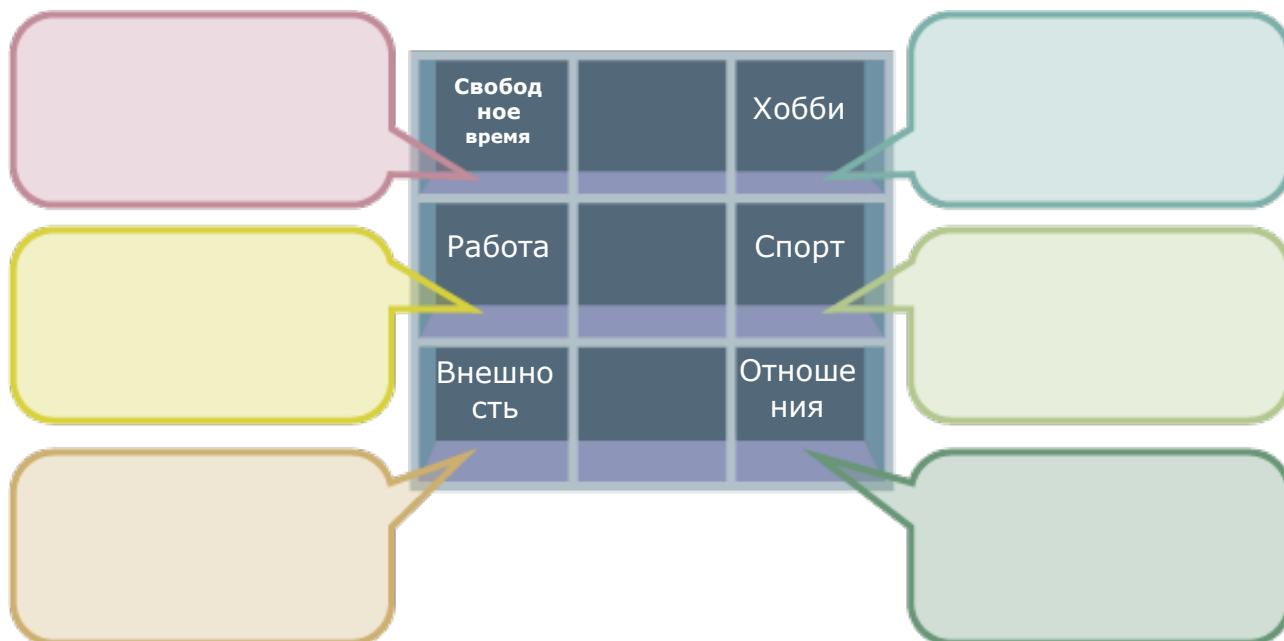 Свобод
ное
время
Хобби
Работа
Спорт
Внешно
сть
Отноше
ния